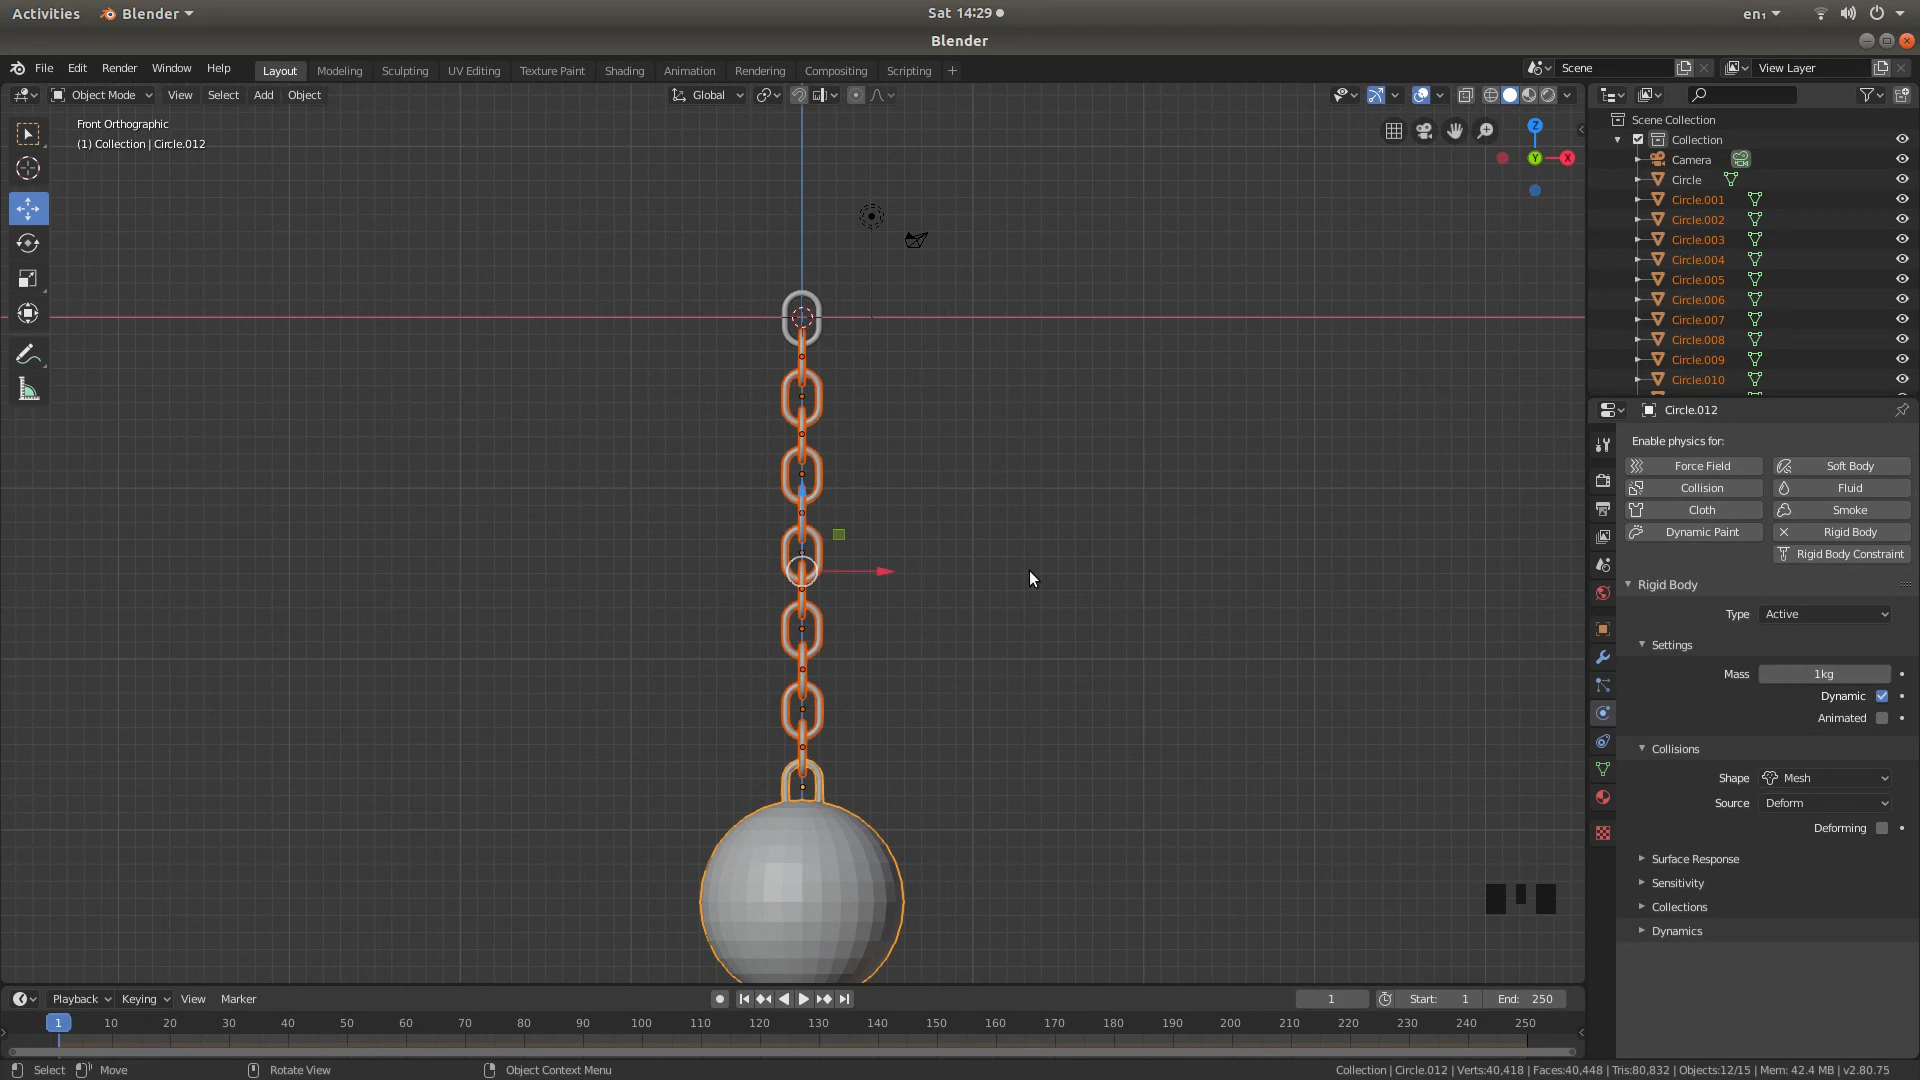 Activities Blender Sat 14:29 en₁
Blender
File Edit Render Window Help Layout Modeling Sculpting UV Editing Texture Paint Shading Animation Rendering Compositing Scripting + Scene View Layer
Object Mode View Select Add Object Global
Front Orthographic
(1) Collection | Circle.012
Z
Y
X
Scene Collection
Collection
Camera
Circle
Circle.001
Circle.002
Circle.003
Circle.004
Circle.005
Circle.006
Circle.007
Circle.008
Circle.009
Circle.010
Circle.012
Enable physics for:
Force Field Soft Body
Collision Fluid
Cloth Smoke
Dynamic Paint Rigid Body
Rigid Body Constraint
Rigid Body
Type Active
Settings
Mass 1kg
Dynamic
Animated
Collisions
Shape Mesh
Source Deform
Deforming
Surface Response
Sensitivity
Collections
Dynamics
Playback Keying View Marker 1 Start: 1 End: 250
1 10 20 30 40 50 60 70 80 90 100 110 120 130 140 150 160 170 180 190 200 210 220 230 240 250
Select Move Rotate View Object Context Menu Collection | Circle.012 | Verts:40,418 | Faces:40,448 | Tris:80,832 | Objects:12/15 | Mem: 42.4 MB | v2.80.75